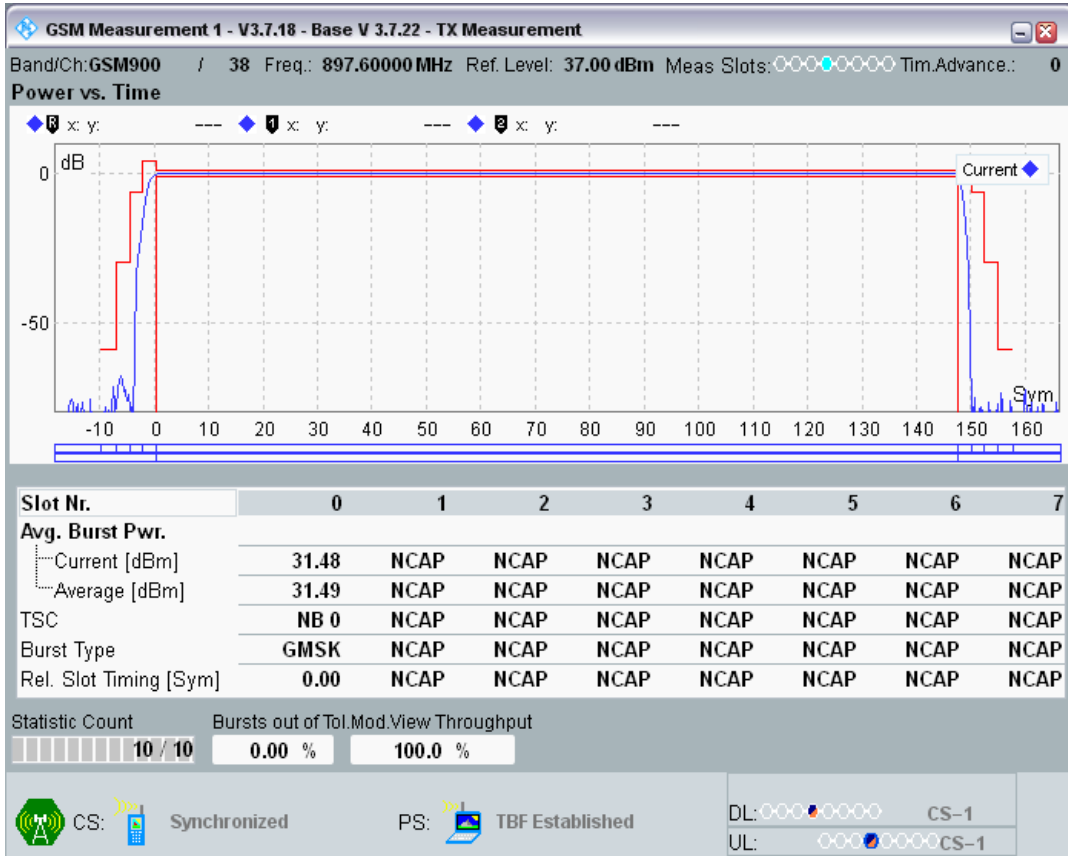 GSM Measurement 1 - V3.7.18 - Base V 3.7.22 - TX Measurement
Band/Ch:GSM900 / 38 Freq.: 897.60000 MHz Ref. Level: 37.00 dBm Meas Slots: Tim.Advance.: 0
Power vs. Time
R x: y: --- 1 x: y: --- 2 x: y: ---
dB
Current
0
-50
Sym
-10 0 10 20 30 40 50 60 70 80 90 100 110 120 130 140 150 160
Slot Nr. 0 1 2 3 4 5 6 7
Avg. Burst Pwr.
Current [dBm] 31.48 NCAP NCAP NCAP NCAP NCAP NCAP NCAP
Average [dBm] 31.49 NCAP NCAP NCAP NCAP NCAP NCAP NCAP
TSC NB 0 NCAP NCAP NCAP NCAP NCAP NCAP NCAP
Burst Type GMSK NCAP NCAP NCAP NCAP NCAP NCAP NCAP
Rel. Slot Timing [Sym] 0.00 NCAP NCAP NCAP NCAP NCAP NCAP NCAP
Statistic Count Bursts out of Tol.Mod.View Throughput
10 / 10 0.00 % 100.0 %
CS: Synchronized PS: TBF Established DL: CS-1
UL: CS-1